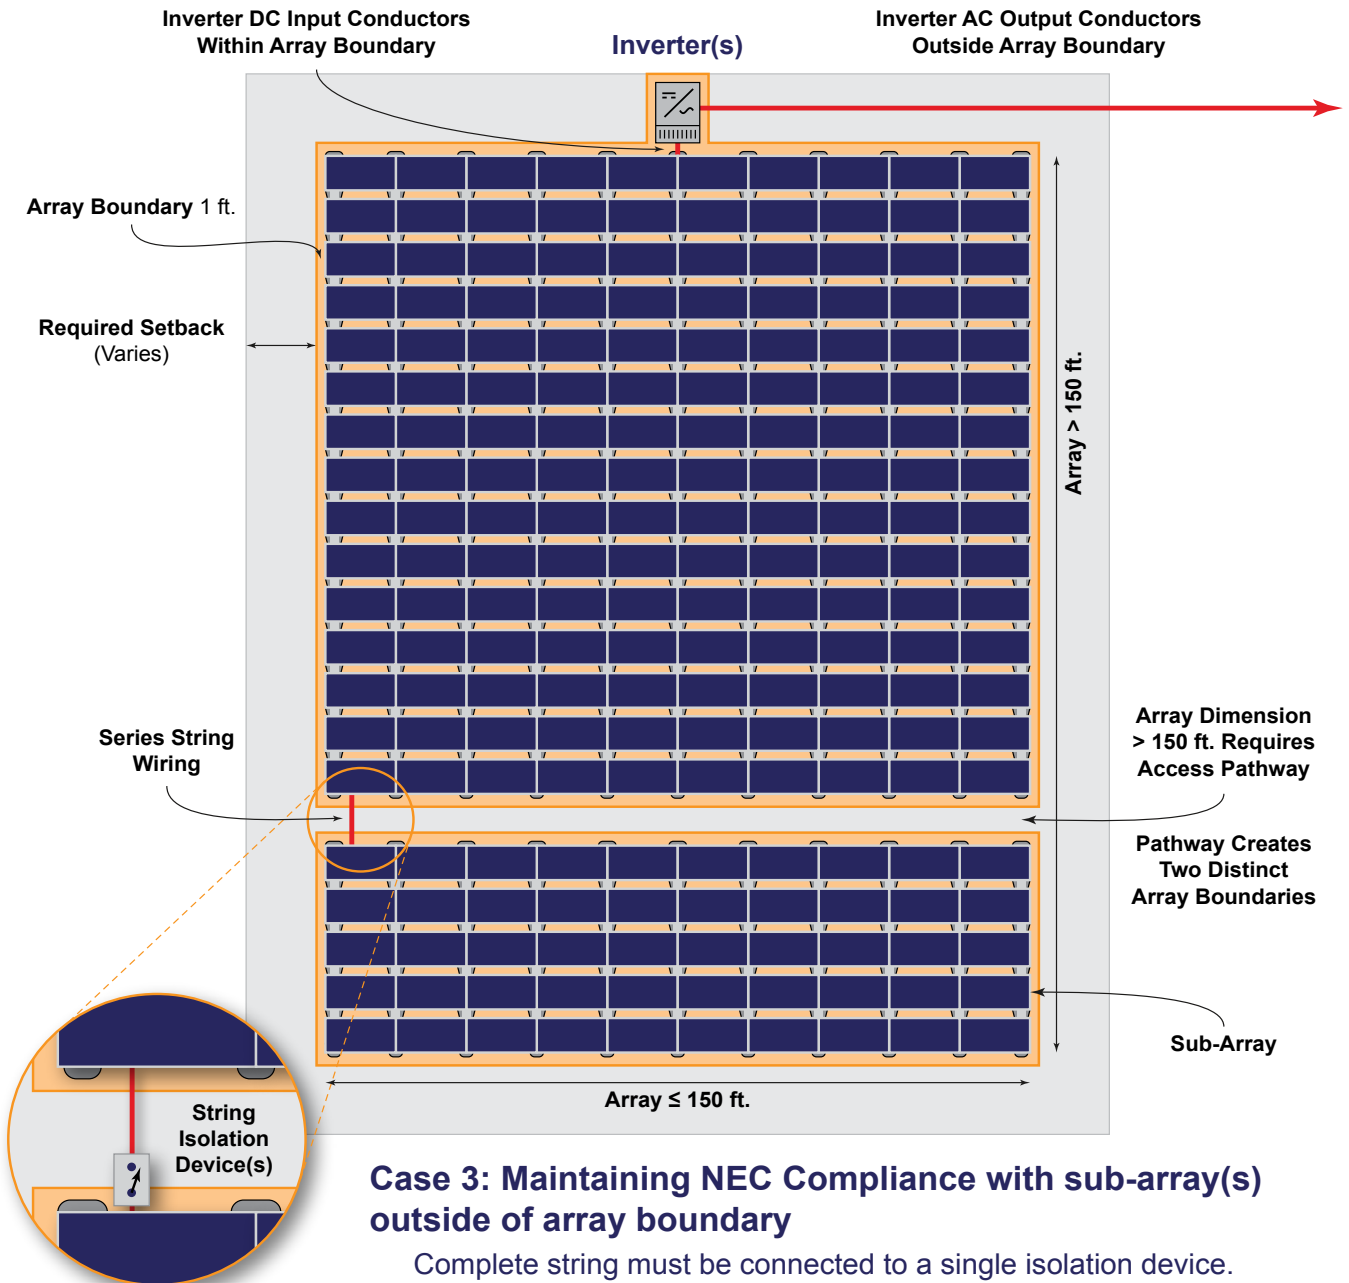 Inverter DC Input Conductors
Within Array Boundary
Inverter(s)
Inverter AC Output Conductors
Outside Array Boundary
Array Boundary 1 ft.
Required Setback
(Varies)
Array > 150 ft.
Series String
Wiring
Array Dimension
> 150 ft. Requires
Access Pathway
Pathway Creates
Two Distinct
Array Boundaries
Sub-Array
Array ≤ 150 ft.
String
Isolation
Device(s)
Case 3: Maintaining NEC Compliance with sub-array(s)
outside of array boundary
Complete string must be connected to a single isolation device.